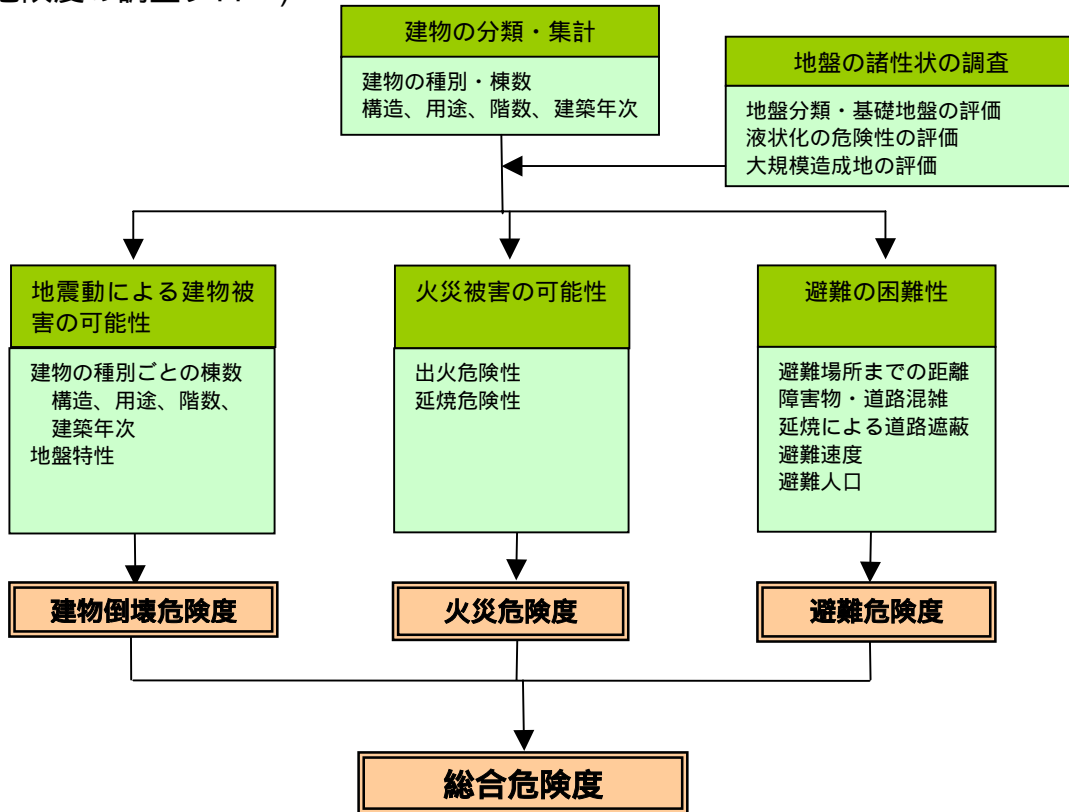 危険度の調査フロー)
建物の分類・集計
建物の種別・棟数
構造、用途、階数、建築年次
地盤の諸性状の調査
地盤分類・基礎地盤の評価
液状化の危険性の評価
大規模造成地の評価
地震動による建物被
害の可能性
建物の種別ごとの棟数
構造、用途、階数、
建築年次
地盤特性
火災被害の可能性
出火危険性
延焼危険性
避難の困難性
避難場所までの距離
障害物・道路混雑
延焼による道路遮蔽
避難速度
避難人口
建物倒壊危険度
火災危険度
避難危険度
総合危険度